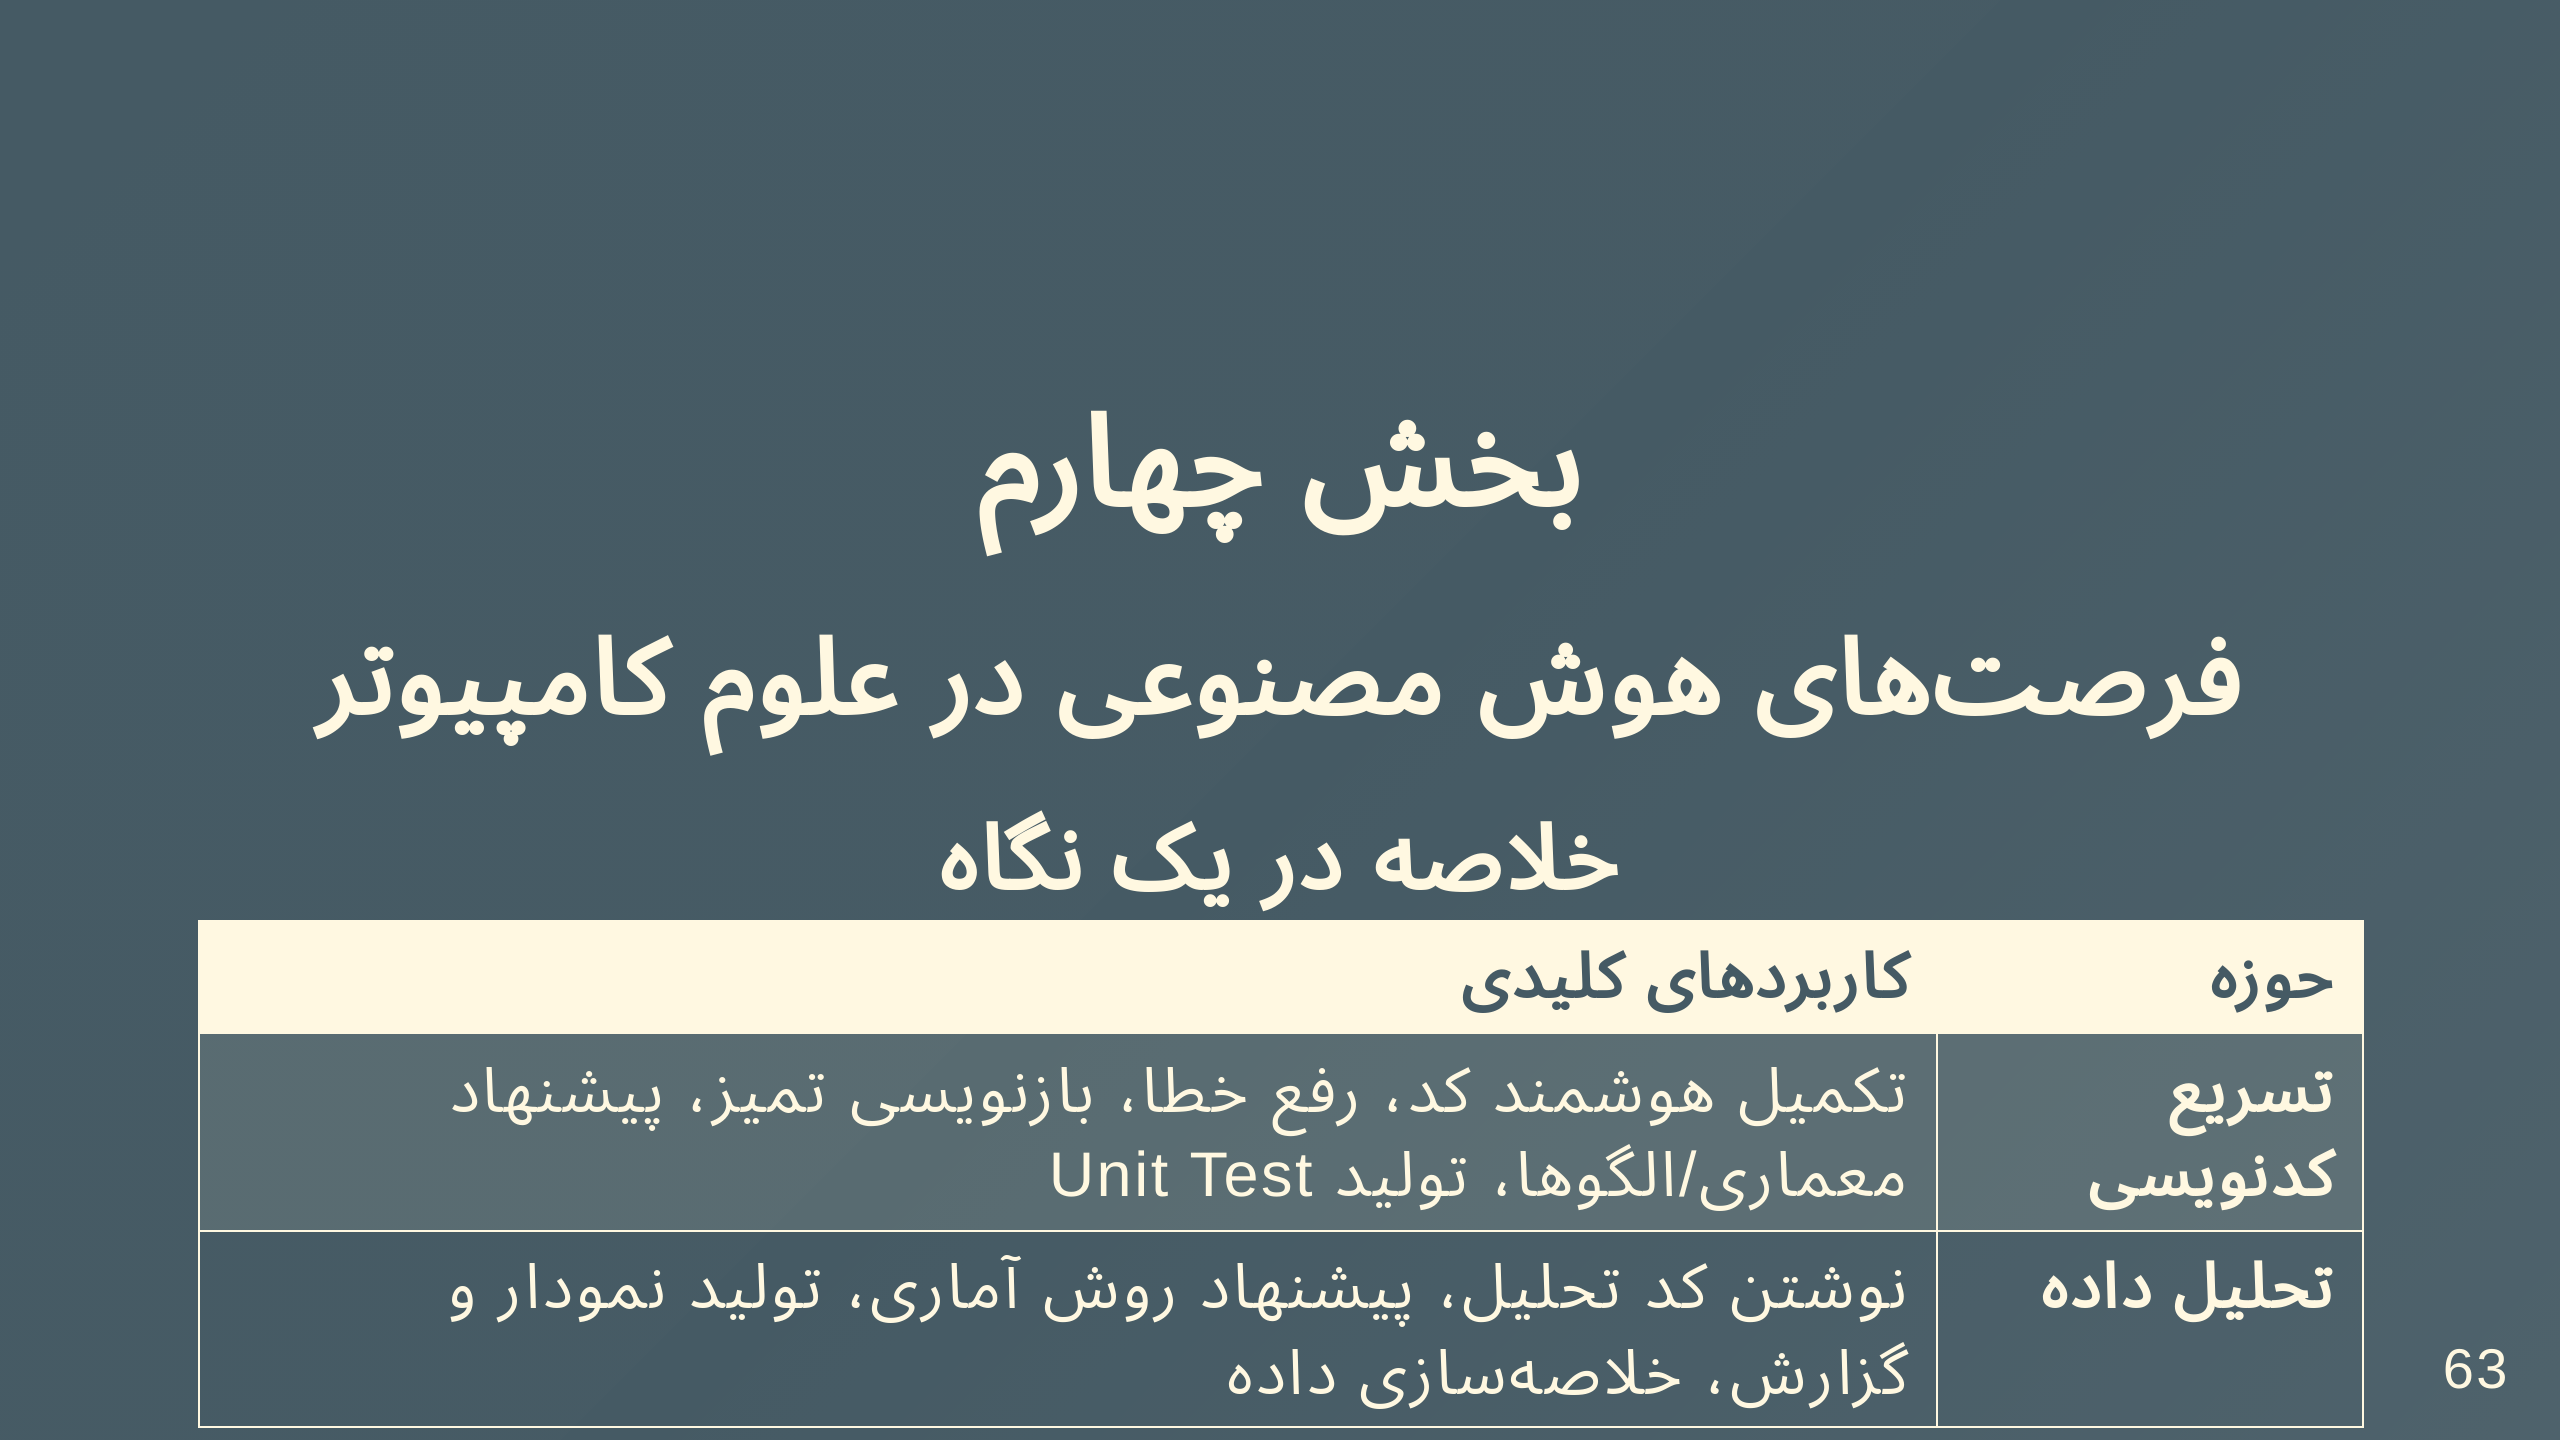 بخش چهارم
فرصت‌های هوش مصنوعی در علوم کامپیوتر
خلاصه در یک نگاه
حوزه
کاربردهای کلیدی
تسریع
کدنویسی
تکمیل هوشمند کد، رفع خطا، بازنویسی تمیز، پیشنهاد
معماری/الگوها، تولید Unit Test
تحلیل داده
نوشتن کد تحلیل، پیشنهاد روش آماری، تولید نمودار و
گزارش، خلاصه‌سازی داده
63